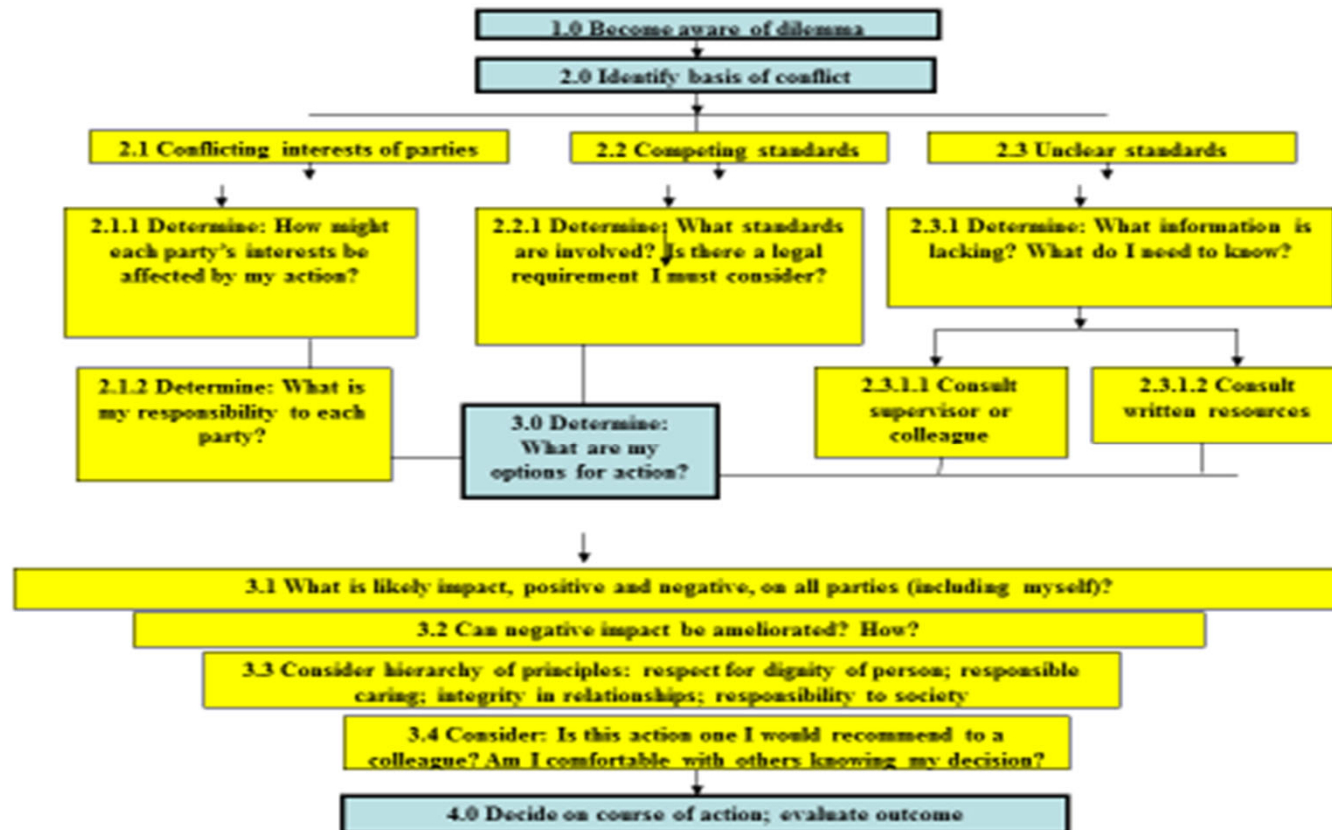 1.0 Become aware of dilemma
2.0 Identify basis of conflict
2.1 Conflicting interests of parties
2.2 Competing standards
2.3 Unclear standards
2.1.1 Determine: How might
each party's interests be
affected by my action?
2.2.1 Determine: What standards
are involved? Is there a legal
requirement I must consider?
2.3.1 Determine: What information is
lacking? What do I need to know?
2.1.2 Determine: What is
my responsibility to each
party?
3.0 Determine:
What are my
options for action?
2.3.1.1 Consult
supervisor or
colleague
2.3.1.2 Consult
written resources
3.1 What is likely impact, positive and negative, on all parties (including myself)?
3.2 Can negative impact be ameliorated? How?
3.3 Consider hierarchy of principles: respect for dignity of person; responsible
caring; integrity in relationships; responsibility to society
3.4 Consider: Is this action one I would recommend to a
colleague? Am I comfortable with others knowing my decision?
4.0 Decide on course of action; evaluate outcome